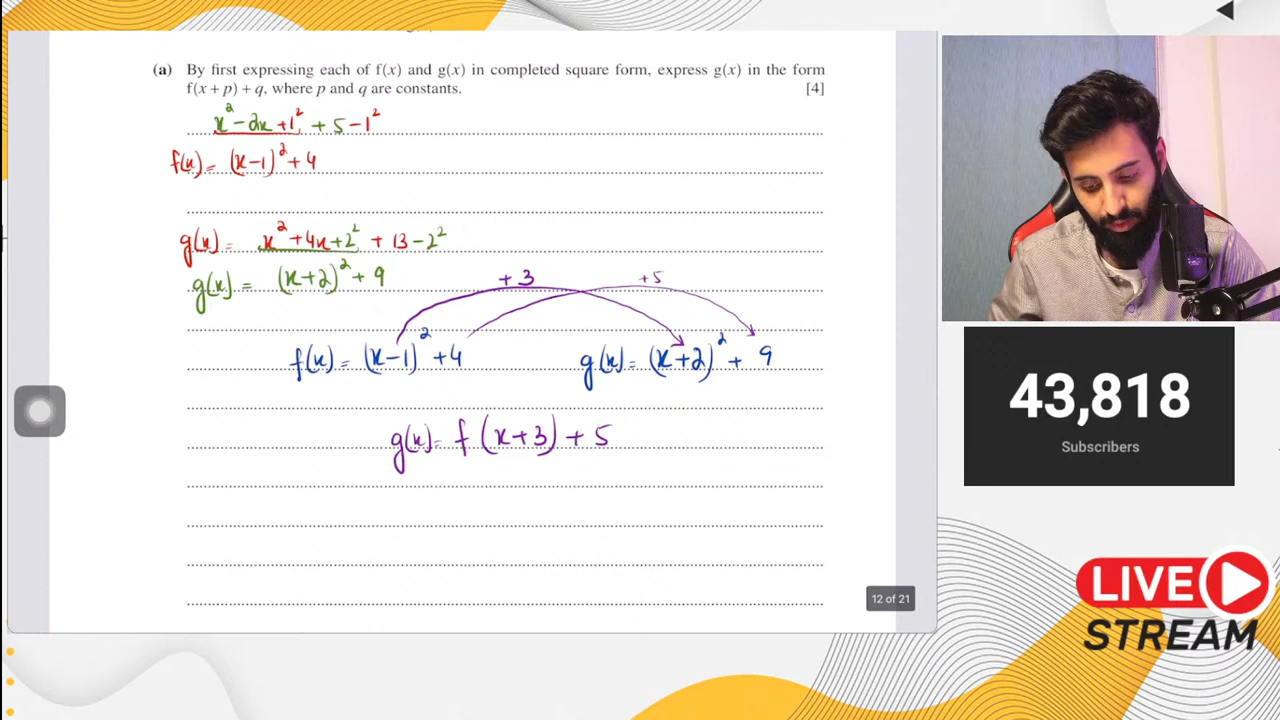 (a) By first expressing each of f(x) and g(x) in completed square form, express g(x) in the form
f(x + p) + q, where p and q are constants. [4]
x² − 2x + 1² + 5 − 1²
f(x) = (x−1)² + 4
g(x) = x² + 4x + 2² + 13 − 2²
g(x) = (x+2)² + 9
+3
+5
f(x) = (x−1)² + 4
g(x) = (x+2)² + 9
g(x) = f(x+3) + 5
12 of 21
43,818
Subscribers
LIVE
STREAM